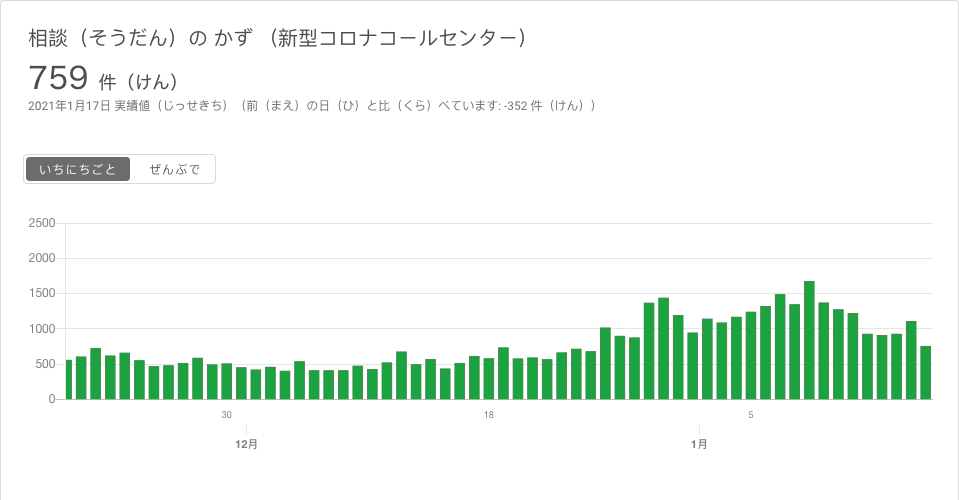 相談（そうだん）の かず （新型コロナコールセンター）
759 件（けん）
2021年1月17日 実績値（じっせきち）（前（まえ）の日（ひ）と比（くら）べています: -352 件（けん））
いちにちごと ぜんぶで
2500
2000
1500
1000
500
0
30 18 5
12月 1月